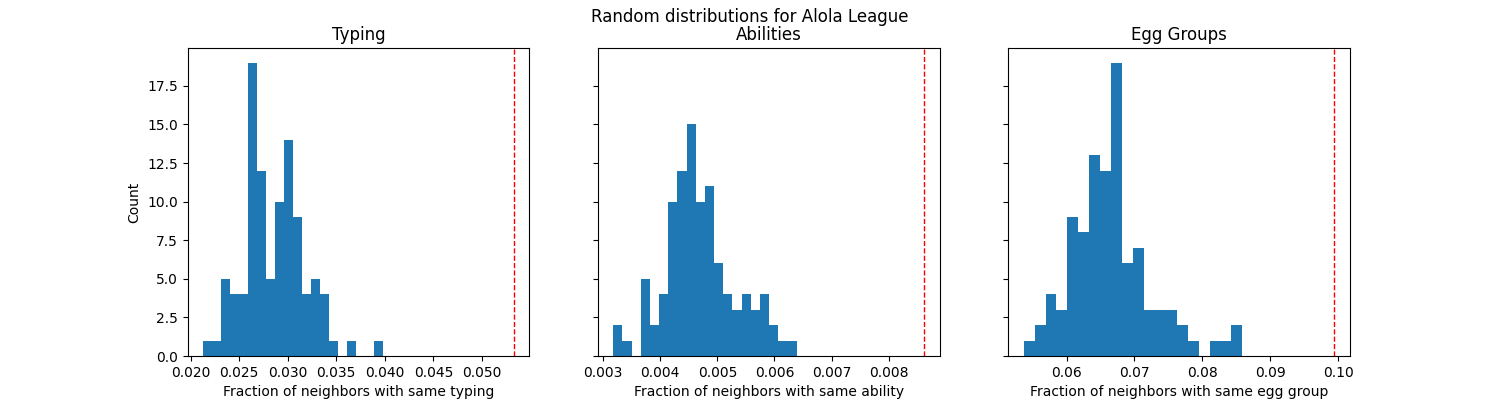 Random distributions for Alola League
Typing
Abilities
Egg Groups
Count
17.5
15.0
12.5
10.0
7.5
5.0
2.5
0.0
0.020 0.025 0.030 0.035 0.040 0.045 0.050
0.003 0.004 0.005 0.006 0.007 0.008
0.06 0.07 0.08 0.09 0.10
Fraction of neighbors with same typing
Fraction of neighbors with same ability
Fraction of neighbors with same egg group